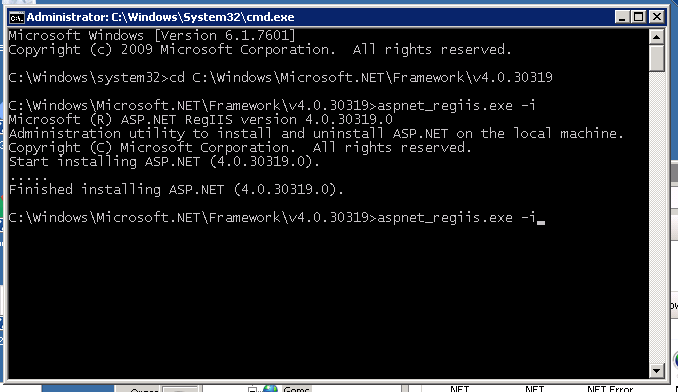 Administrator: C:\Windows\System32\cmd.exe
Microsoft Windows [Version 6.1.7601]
Copyright (c) 2009 Microsoft Corporation.  All rights reserved.
C:\Windows\system32>cd C:\Windows\Microsoft.NET\Framework\v4.0.30319
C:\Windows\Microsoft.NET\Framework\v4.0.30319>aspnet_regiis.exe -i
Microsoft (R) ASP.NET RegIIS version 4.0.30319.0
Administration utility to install and uninstall ASP.NET on the local machine.
Copyright (C) Microsoft Corporation.  All rights reserved.
Start installing ASP.NET (4.0.30319.0).
.....
Finished installing ASP.NET (4.0.30319.0).
C:\Windows\Microsoft.NET\Framework\v4.0.30319>aspnet_regiis.exe -i_
.NET .NET .NET Error